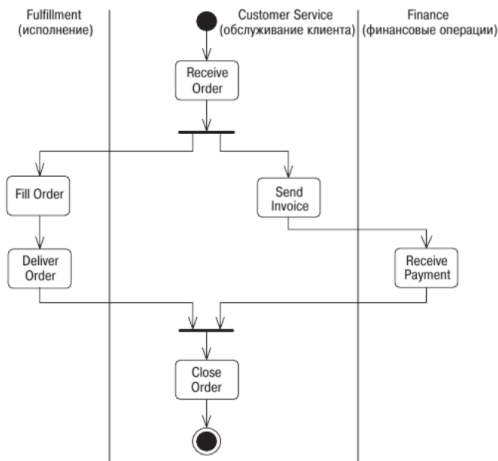 Fulfillment
(исполнение)
Customer Service
(обслуживание клиента)
Finance
(финансовые операции)
Receive
Order
Fill Order
Send
Invoice
Deliver
Order
Receive
Payment
Close
Order